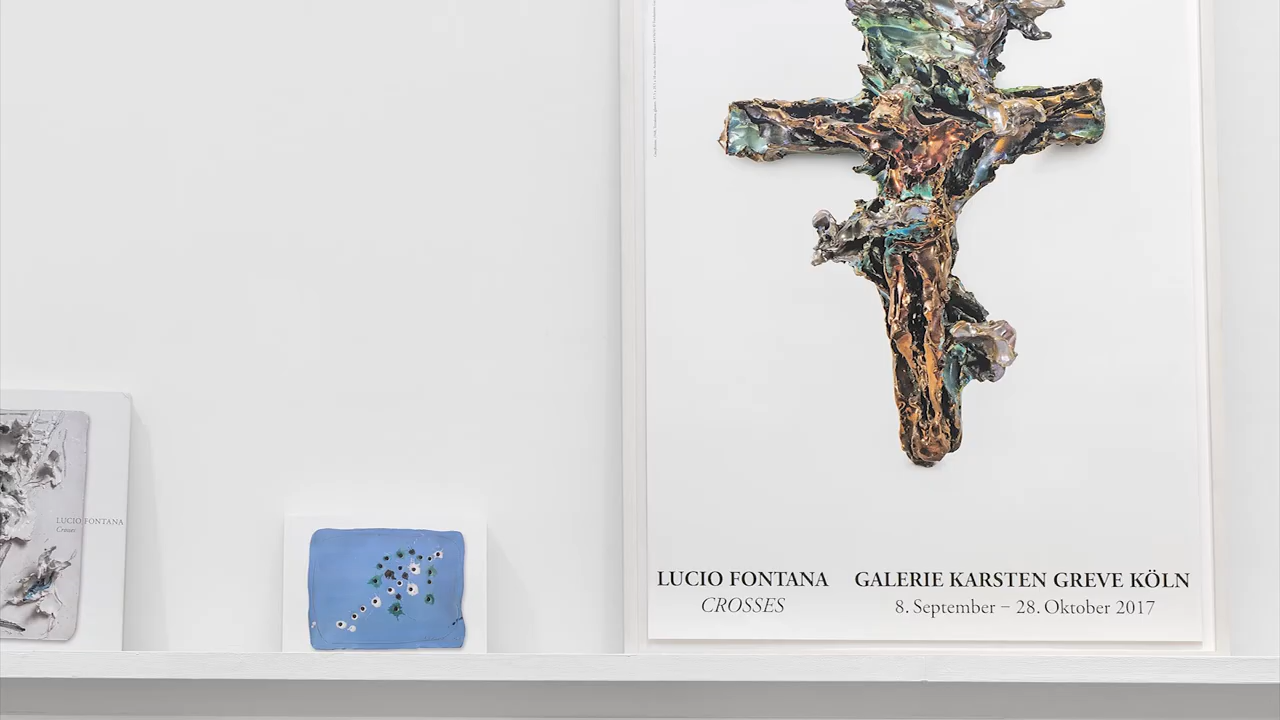 LUCIO FONTANA
Crosses
LUCIO FONTANA
CROSSES
GALERIE KARSTEN GREVE KÖLN
8. September – 28. Oktober 2017